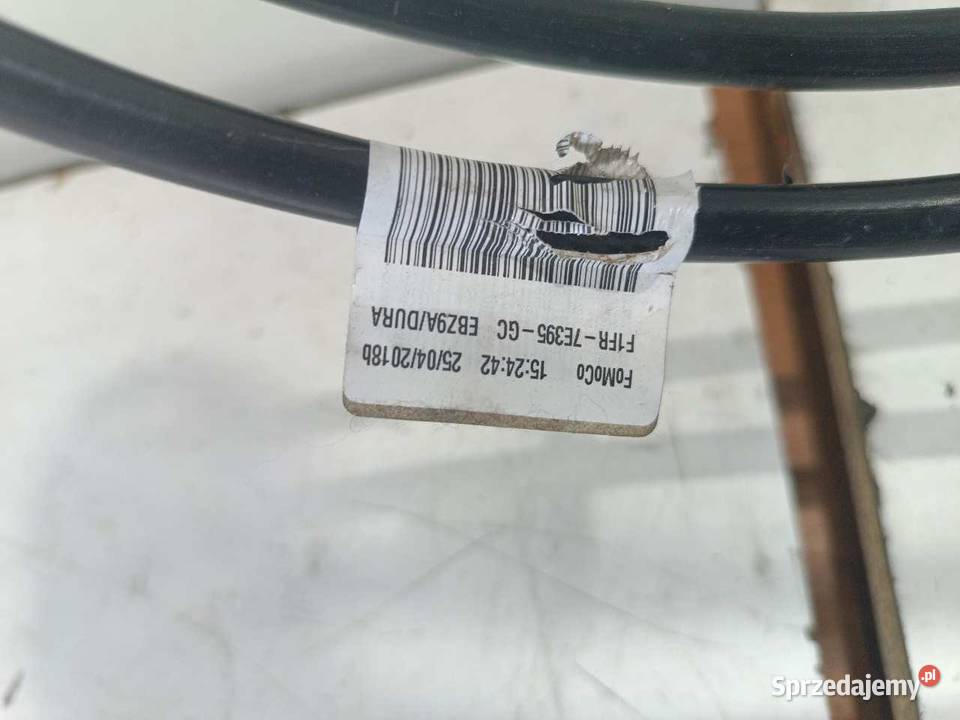 F1FR-7E395-GC EBZ9A/DURA
FoMoCo 15:24:42 25/04/2018b
Sprzedajemy.pl